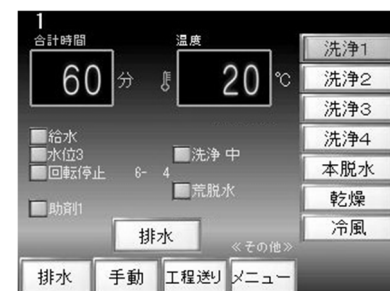 1
合計時間
温度
60 分
20 ℃
給水
水位3
回転停止 6- 4
助剤1
洗浄 中
荒脱水
排水
≪その他≫
洗浄1
洗浄2
洗浄3
洗浄4
本脱水
乾燥
冷風
排水
手動
工程送り
メニュー